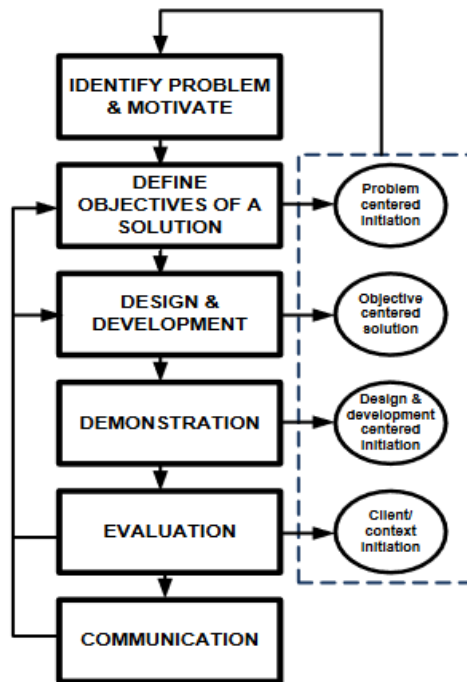 IDENTIFY PROBLEM
& MOTIVATE
DEFINE
OBJECTIVES OF A
SOLUTION
Problem
centered
initiation
DESIGN &
DEVELOPMENT
Objective
centered
solution
DEMONSTRATION
Design &
development
centered
initiation
EVALUATION
Client/
context
initiation
COMMUNICATION